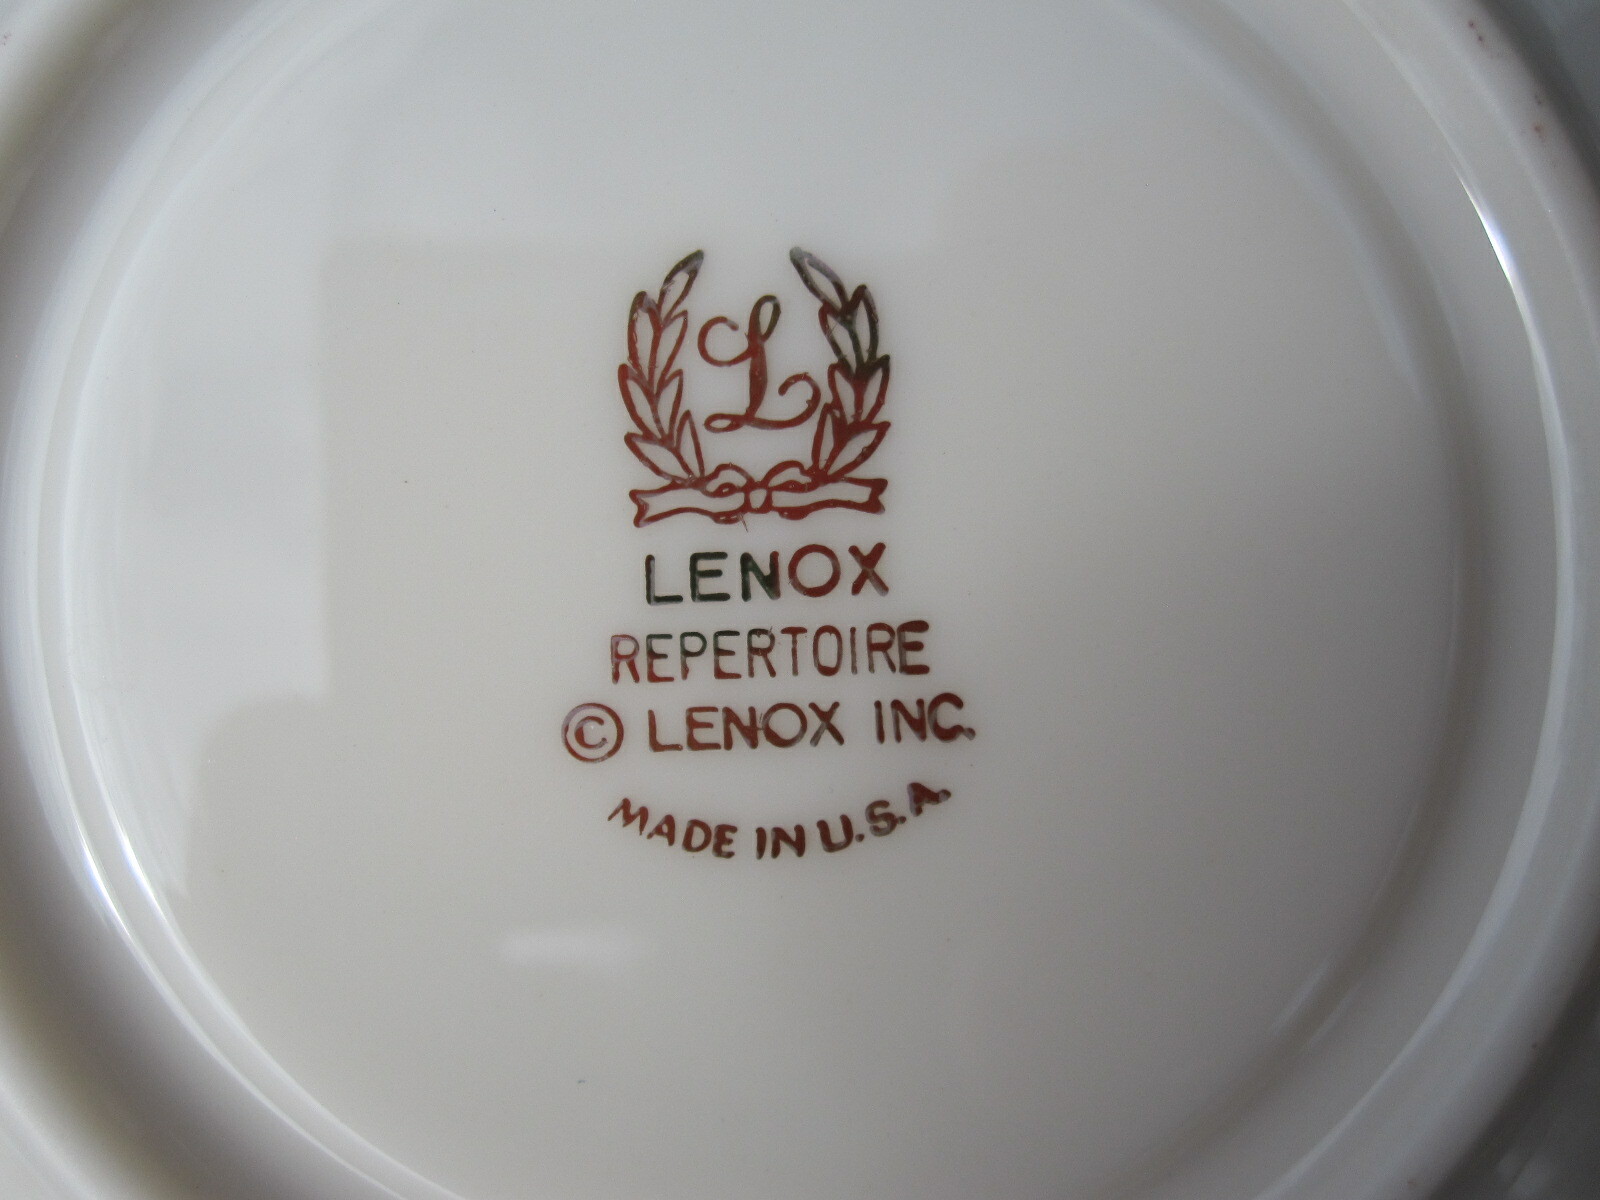 L
LENOX
REPERTOIRE
© LENOX INC.
MADE IN U.S.A.